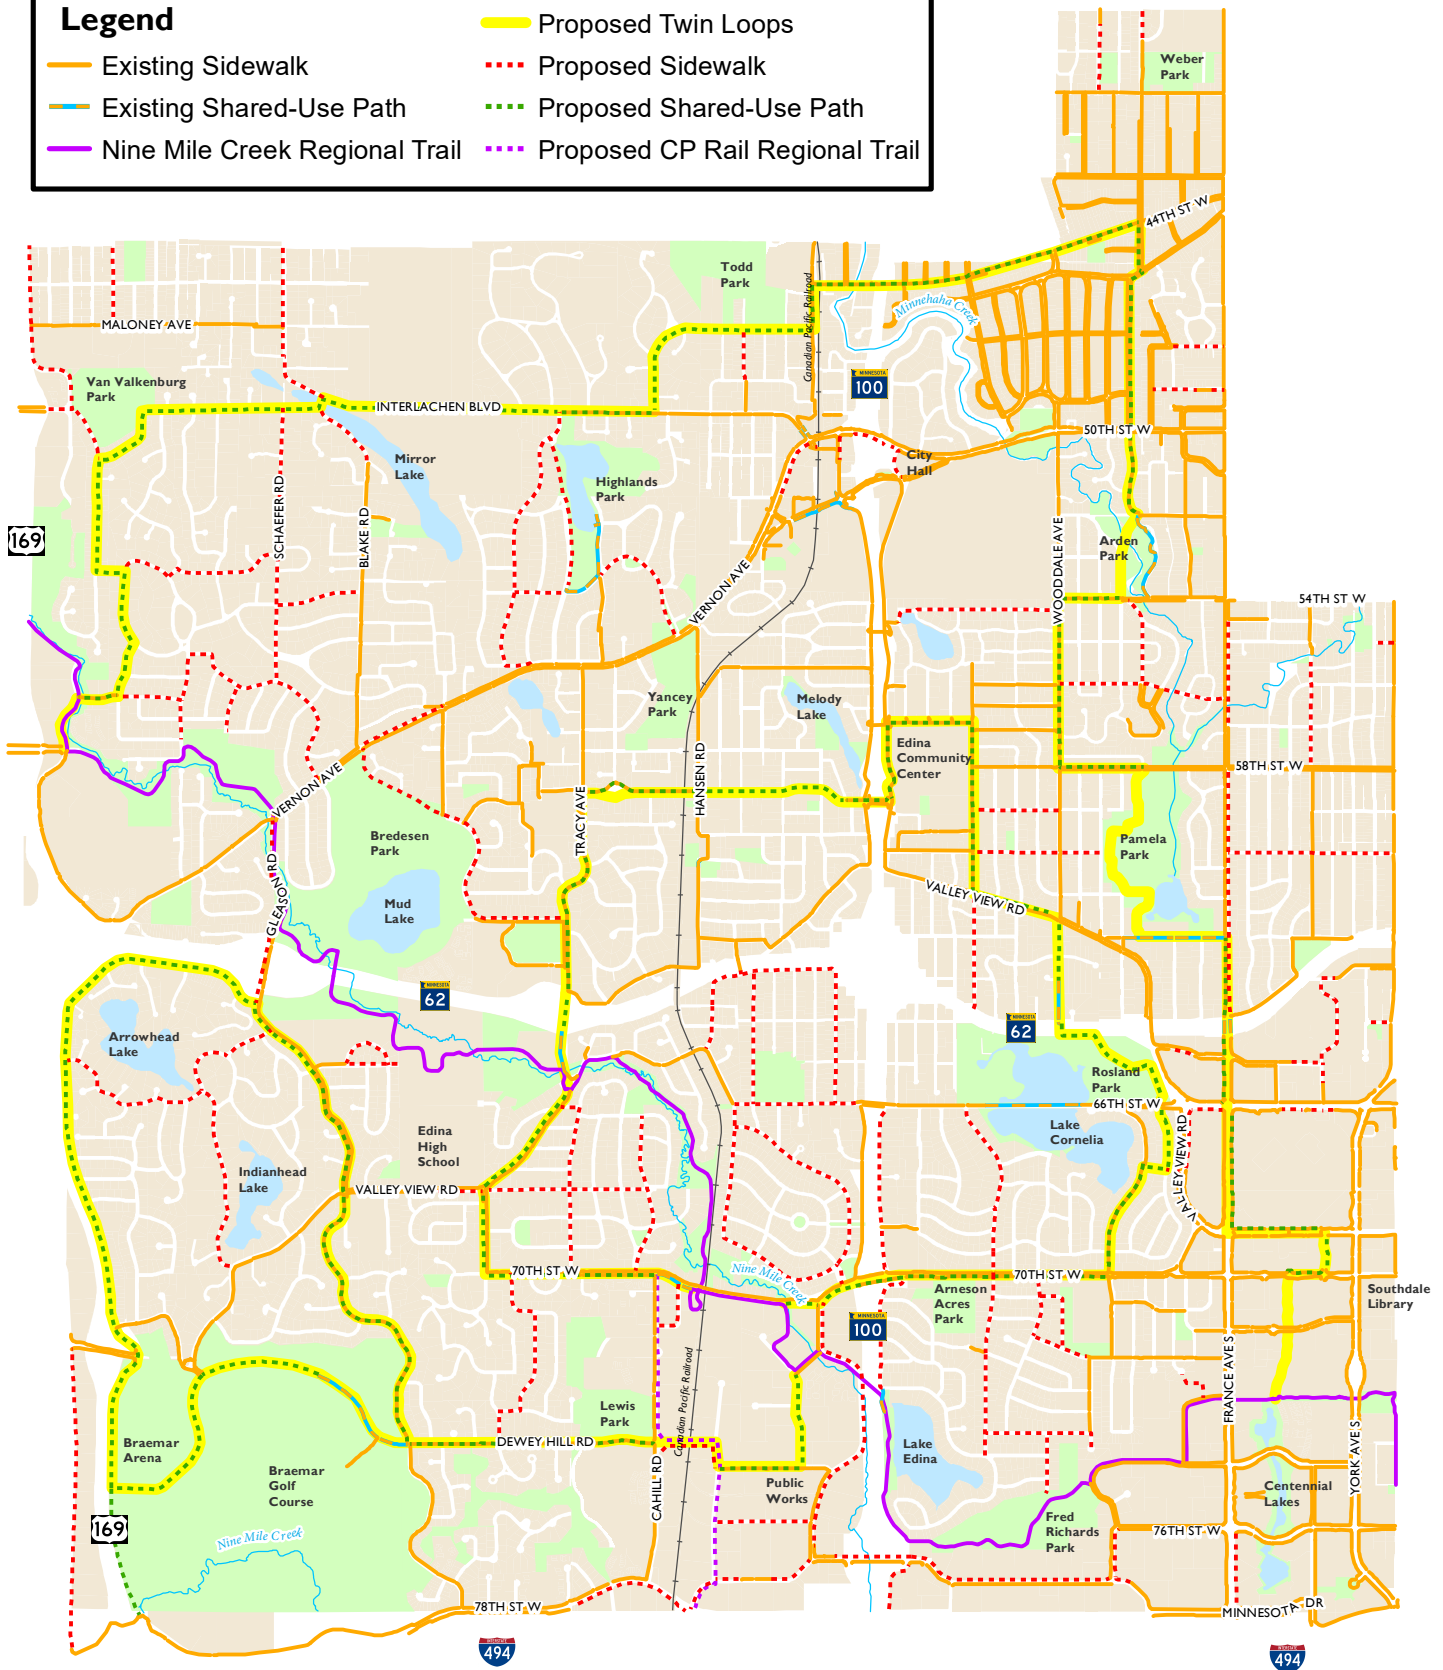 Legend
Proposed Twin Loops
Existing Sidewalk
Proposed Sidewalk
Existing Shared-Use Path
Proposed Shared-Use Path
Nine Mile Creek Regional Trail
Proposed CP Rail Regional Trail
Weber
Park
44TH ST W
Todd
Park
Canadian Pacific Railroad
Minnehaha Creek
MALONEY AVE
MINNESOTA
100
Van Valkenburg
Park
INTERLACHEN BLVD
50TH ST W
Mirror
Lake
City
Hall
Highlands
Park
SCHAEFER RD
BLAKE RD
169
WOODDALE AVE
Arden
Park
VERNON AVE
54TH ST W
Yancey
Park
Melody
Lake
Edina
Community
Center
HANSEN RD
58TH ST W
VERNON AVE
TRACY AVE
Bredesen
Park
Pamela
Park
GLEASON RD
Mud
Lake
VALLEY VIEW RD
MINNESOTA
62
MINNESOTA
62
Arrowhead
Lake
Rosland
Park
66TH ST W
Lake
Cornelia
Edina
High
School
VALLEY VIEW RD
Indianhead
Lake
VALLEY VIEW RD
70TH ST W
Nine Mile Creek
70TH ST W
Arneson
Acres
Park
Southdale
Library
MINNESOTA
100
Canadian Pacific Railroad
FRANCE AVE S
Lewis
Park
Braemar
Arena
DEWEY HILL RD
Lake
Edina
YORK AVE S
Braemar
Golf
Course
CAHILL RD
Public
Works
Centennial
Lakes
169
Fred
Richards
Park
76TH ST W
Nine Mile Creek
78TH ST W
MINNESOTA DR
INTERSTATE
494
INTERSTATE
494